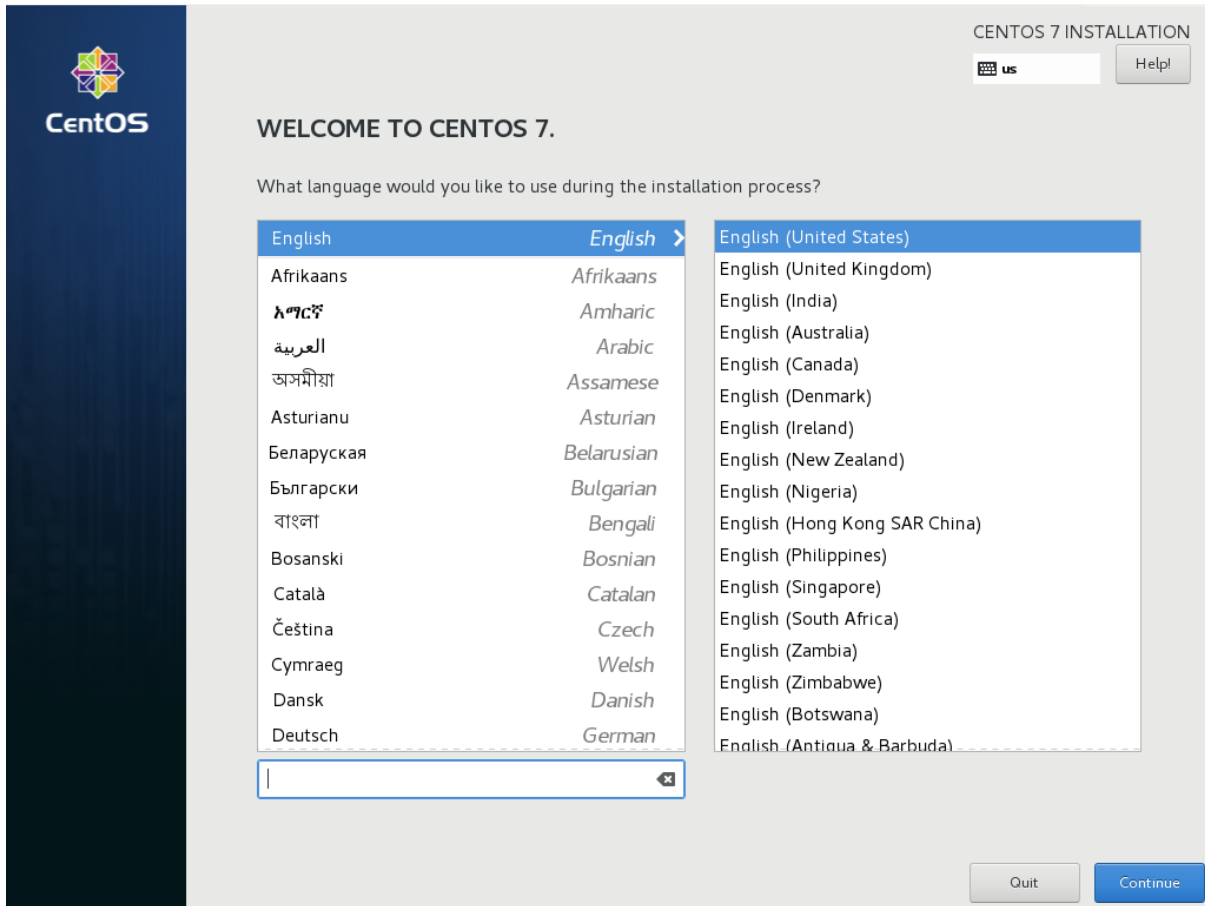 CentOS
CENTOS 7 INSTALLATION
us
Help!
WELCOME TO CENTOS 7.
What language would you like to use during the installation process?
English English
Afrikaans Afrikaans
አማርኛ Amharic
العربية Arabic
অসমীয়া Assamese
Asturianu Asturian
Беларуская Belarusian
Български Bulgarian
বাংলা Bengali
Bosanski Bosnian
Català Catalan
Čeština Czech
Cymraeg Welsh
Dansk Danish
Deutsch German
English (United States)
English (United Kingdom)
English (India)
English (Australia)
English (Canada)
English (Denmark)
English (Ireland)
English (New Zealand)
English (Nigeria)
English (Hong Kong SAR China)
English (Philippines)
English (Singapore)
English (South Africa)
English (Zambia)
English (Zimbabwe)
English (Botswana)
English (Antigua & Barbuda)
Quit
Continue